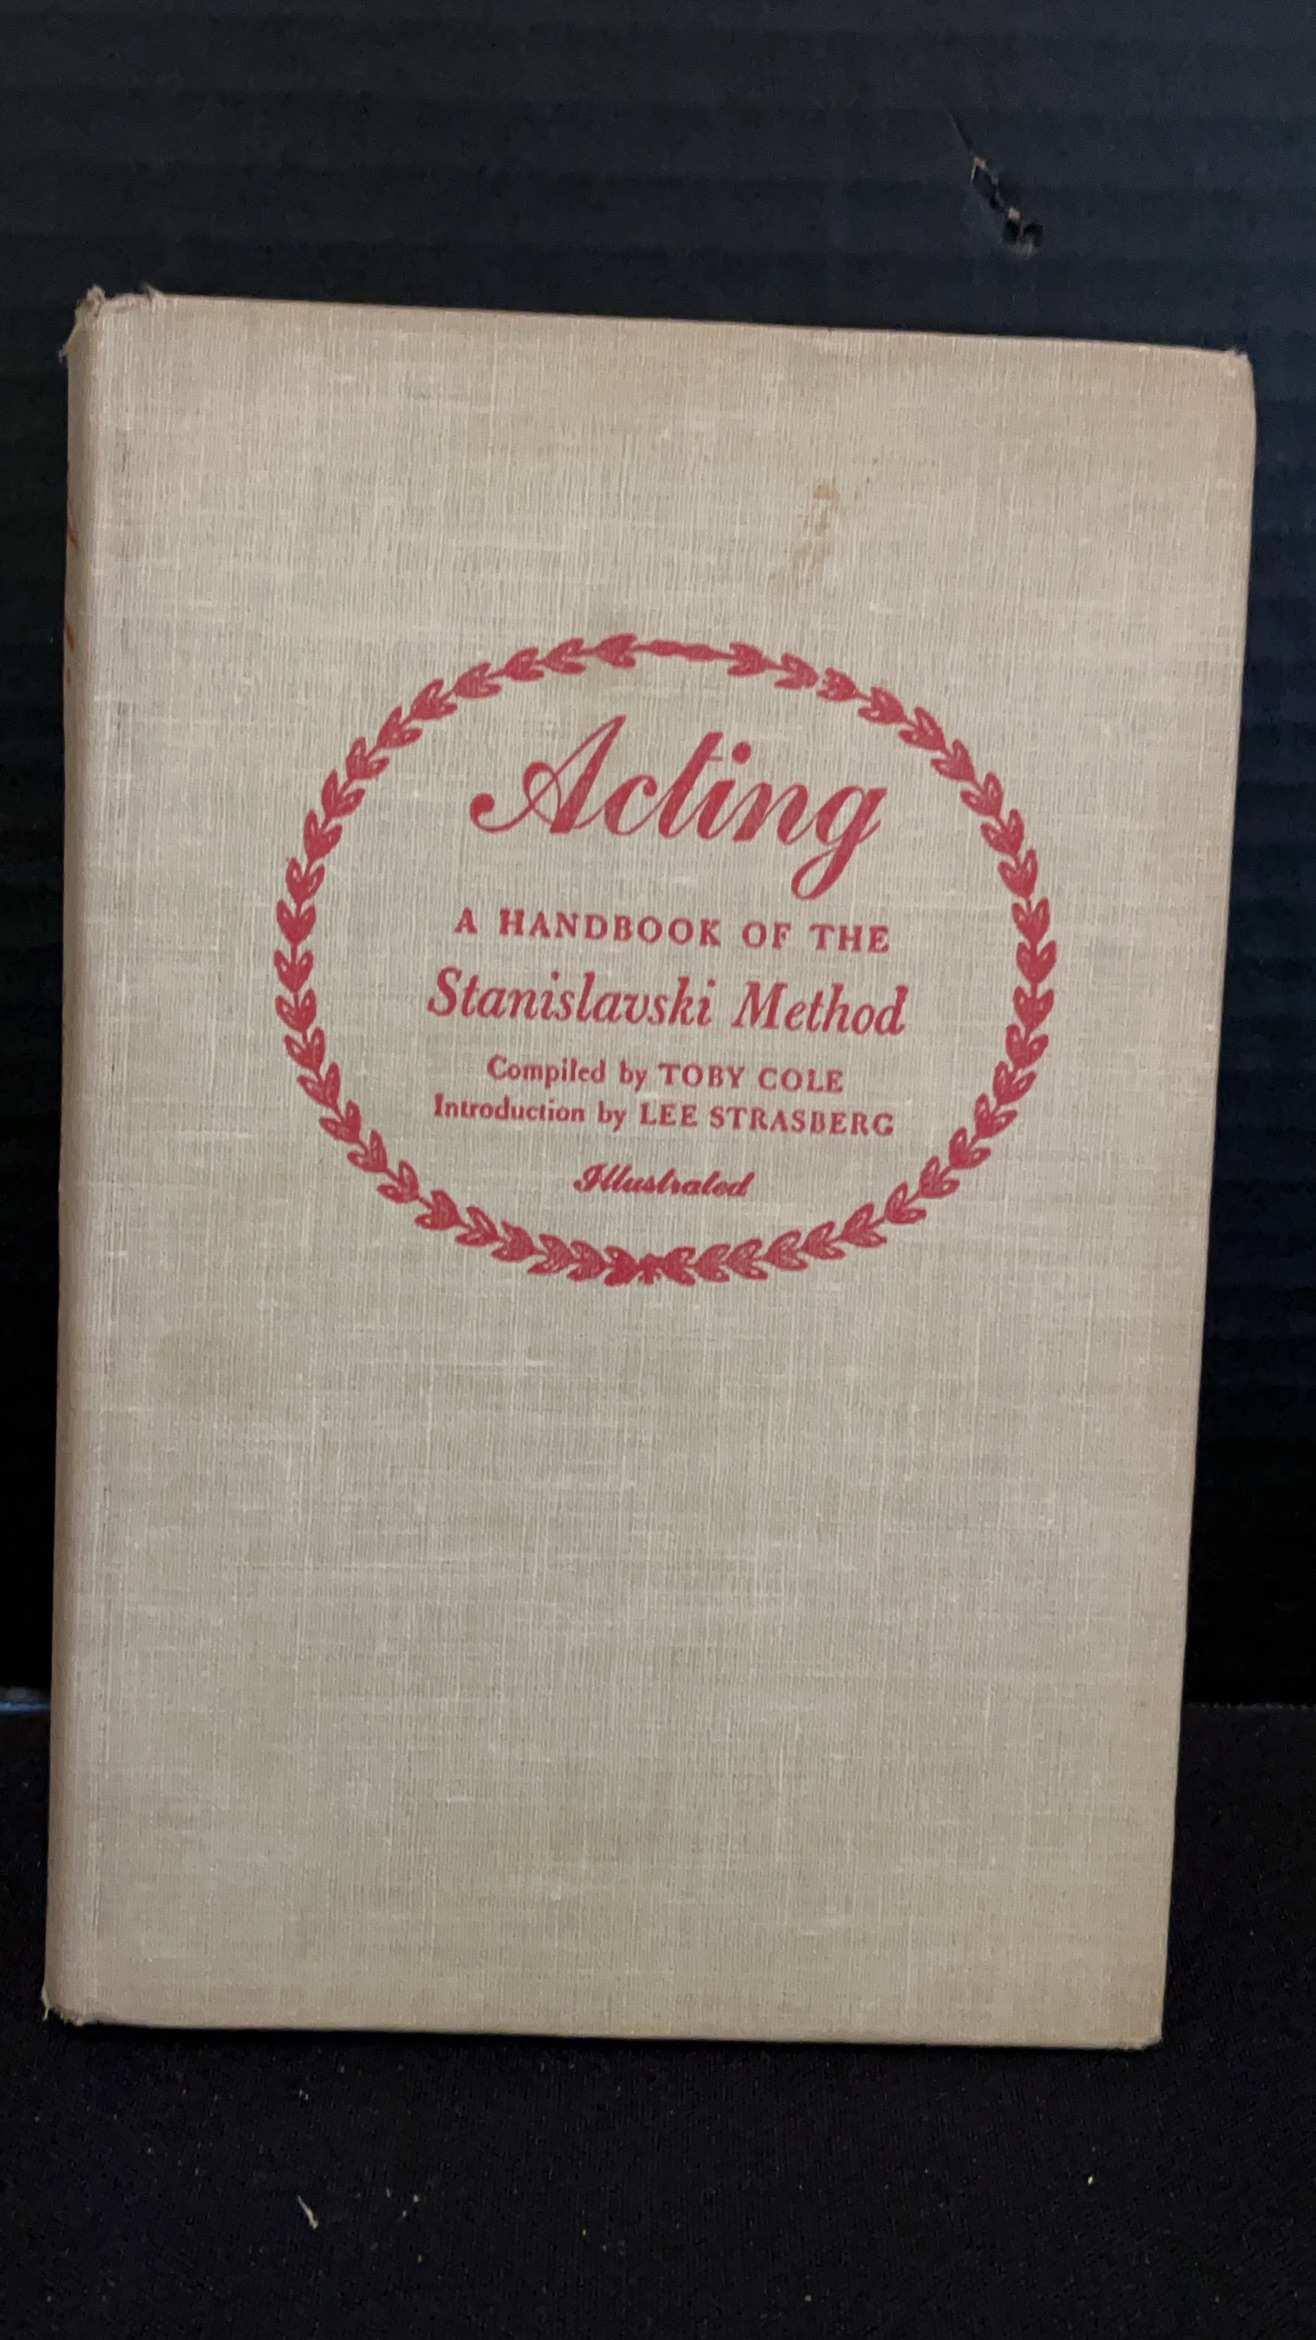 Acting
A HANDBOOK OF THE
Stanislavski Method
Compiled by TOBY COLE
Introduction by LEE STRASBERG
Illustrated